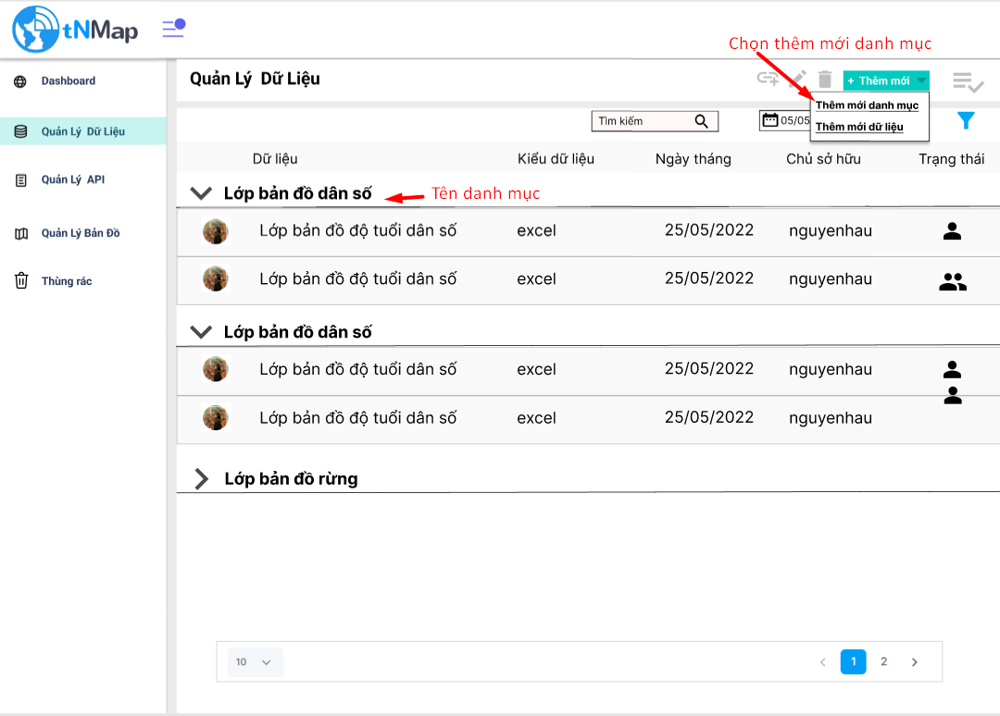 tNMap
Chọn thêm mới danh mục
Dashboard
Quản Lý Dữ Liệu
+ Thêm mới
Thêm mới danh mục
Thêm mới dữ liệu
Quản Lý Dữ Liệu
Tìm kiếm
05/05
Quản Lý API
Quản Lý Bản Đồ
Thùng rác
Dữ liệu Kiểu dữ liệu Ngày tháng Chủ sở hữu Trạng thái
Lớp bản đồ dân số Tên danh mục
Lớp bản đồ độ tuổi dân số excel 25/05/2022 nguyenhau
Lớp bản đồ độ tuổi dân số excel 25/05/2022 nguyenhau
Lớp bản đồ dân số
Lớp bản đồ độ tuổi dân số excel 25/05/2022 nguyenhau
Lớp bản đồ độ tuổi dân số excel 25/05/2022 nguyenhau
Lớp bản đồ rừng
10 1 2